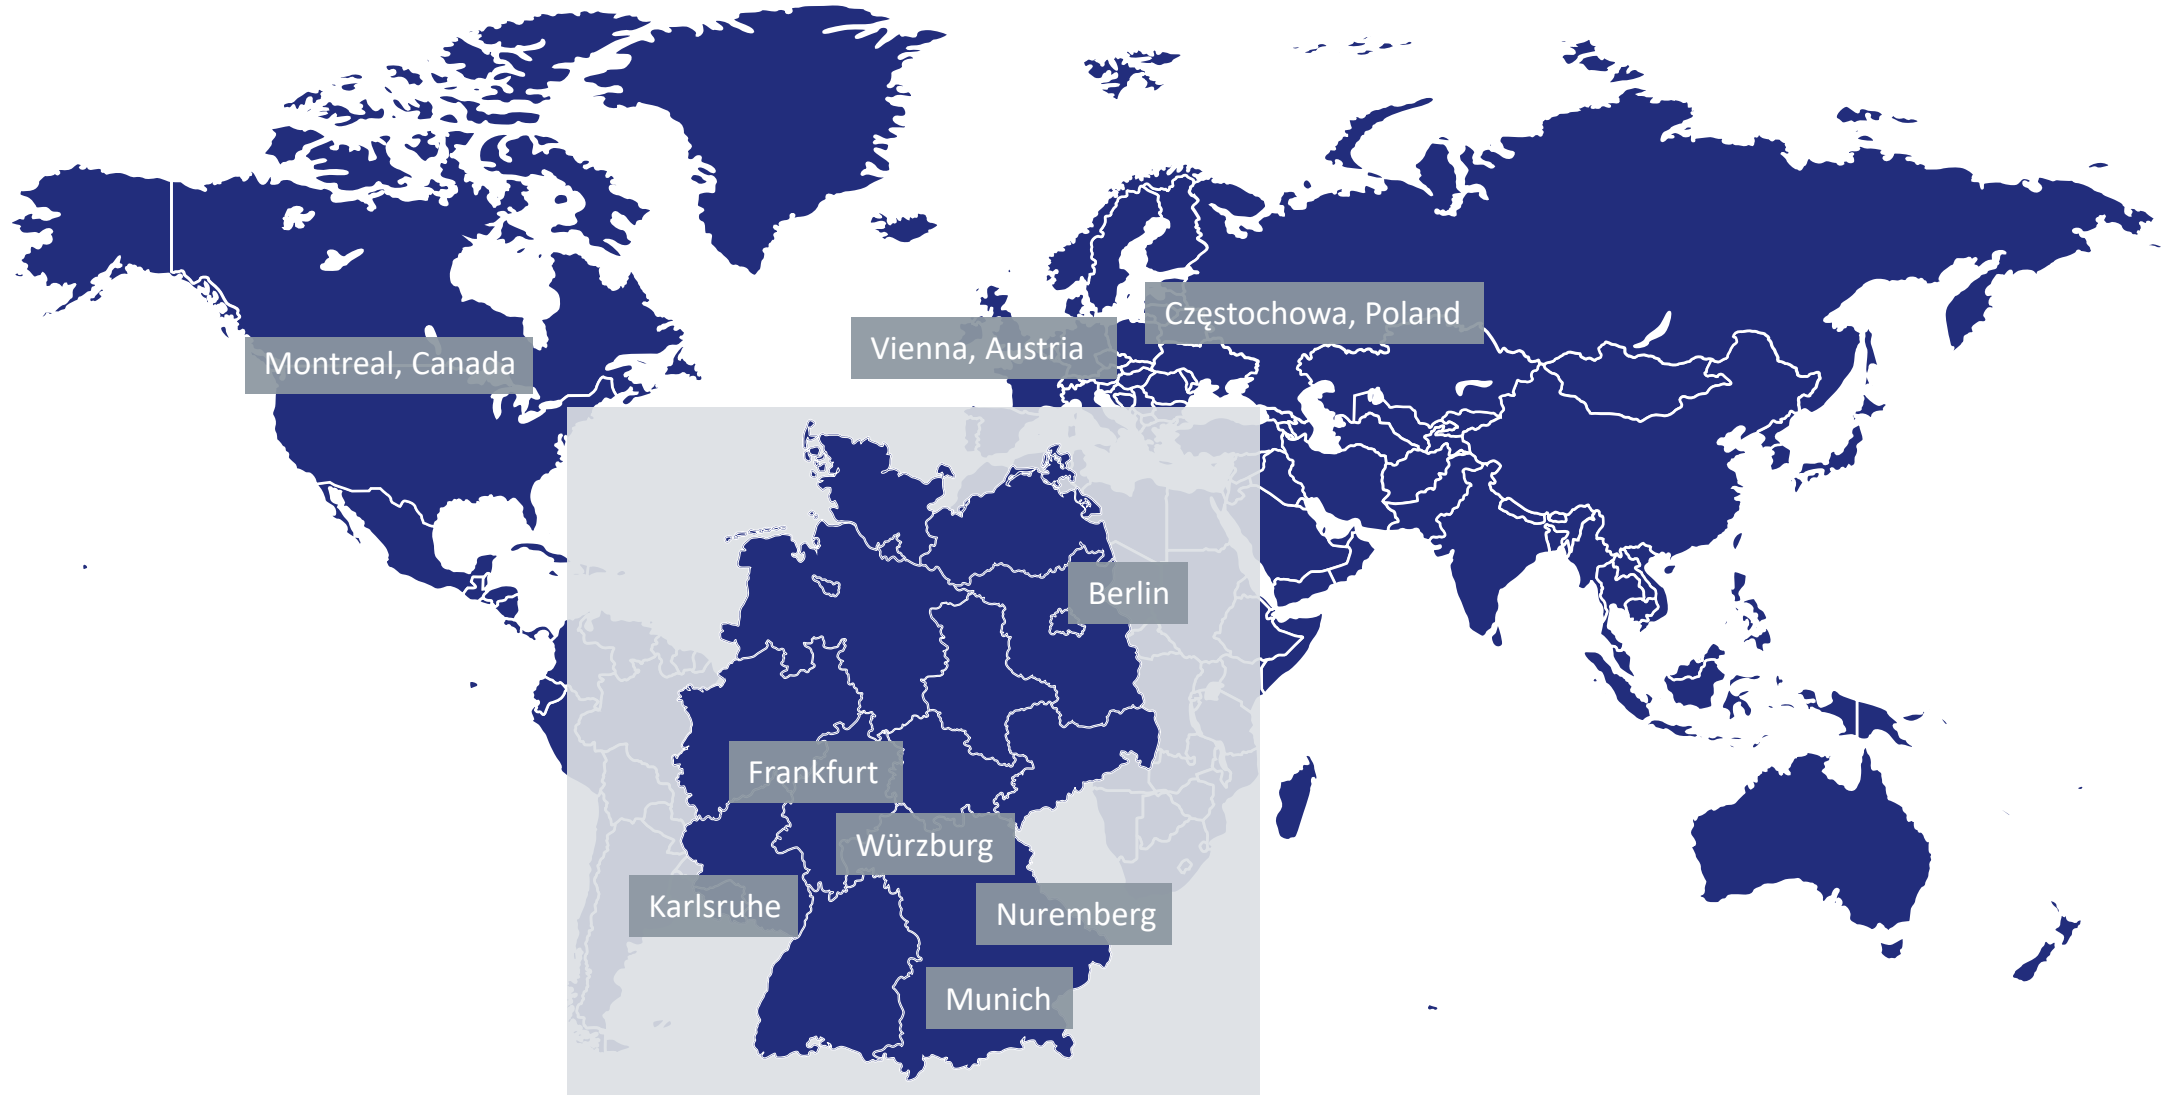 Częstochowa, Poland
Vienna, Austria
Montreal, Canada
Berlin
Frankfurt
Würzburg
Karlsruhe
Nuremberg
Munich